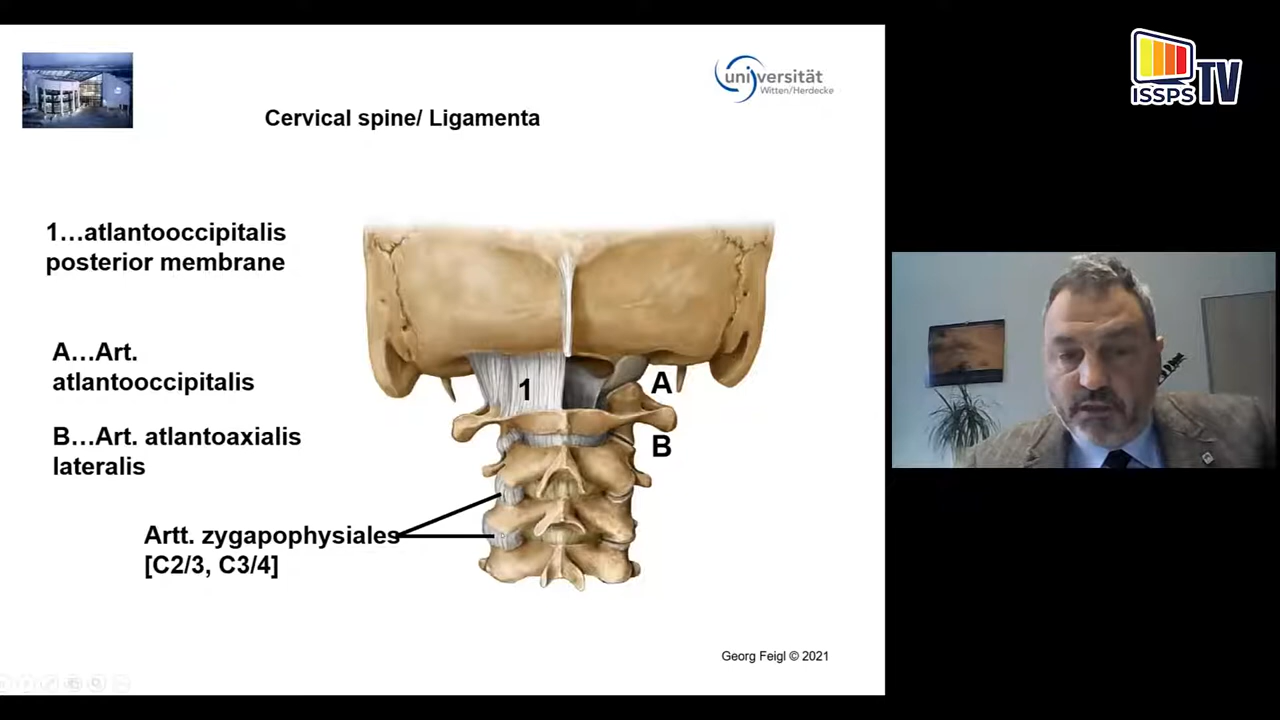 universität
Witten/Herdecke
ISSPS TV
Cervical spine/ Ligamenta
1…atlantooccipitalis
posterior membrane
1
A…Art.
atlantooccipitalis
A
B…Art. atlantoaxialis
lateralis
B
Artt. zygapophysiales
[C2/3, C3/4]
Georg Feigl © 2021